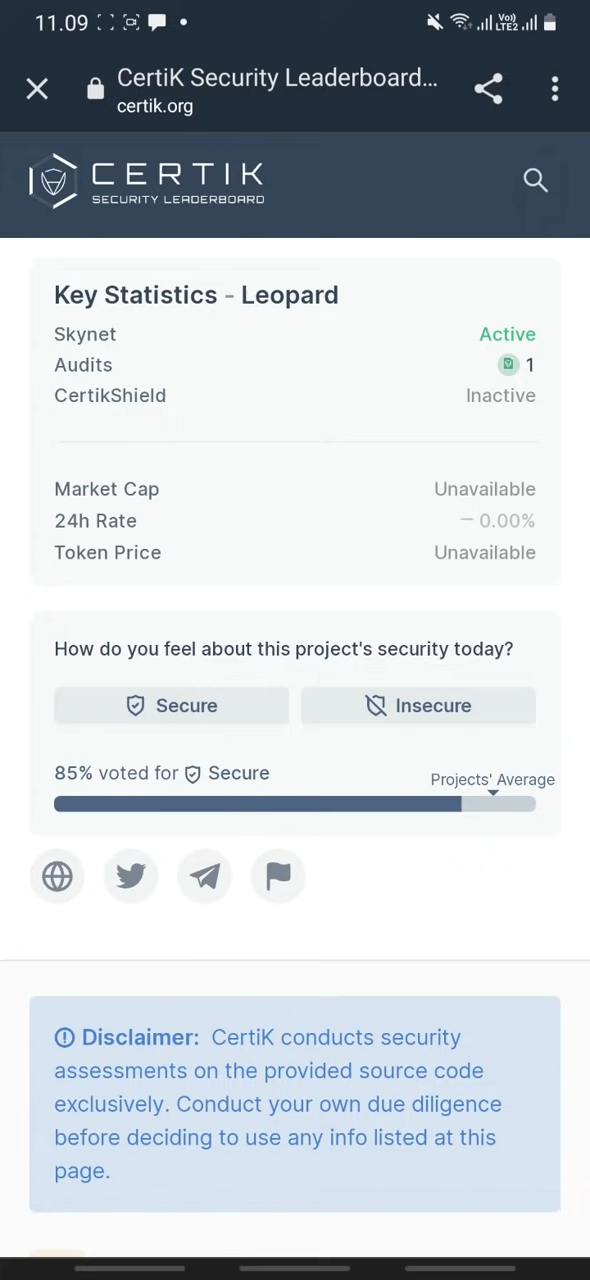 11.09
Vo)) LTE2
CertiK Security Leaderboard...
certik.org
CERTIK
SECURITY LEADERBOARD
Key Statistics - Leopard
Skynet Active
Audits 1
CertikShield Inactive
Market Cap Unavailable
24h Rate — 0.00%
Token Price Unavailable
How do you feel about this project's security today?
Secure Insecure
85% voted for Secure
Projects' Average
Disclaimer: CertiK conducts security
assessments on the provided source code
exclusively. Conduct your own due diligence
before deciding to use any info listed at this
page.